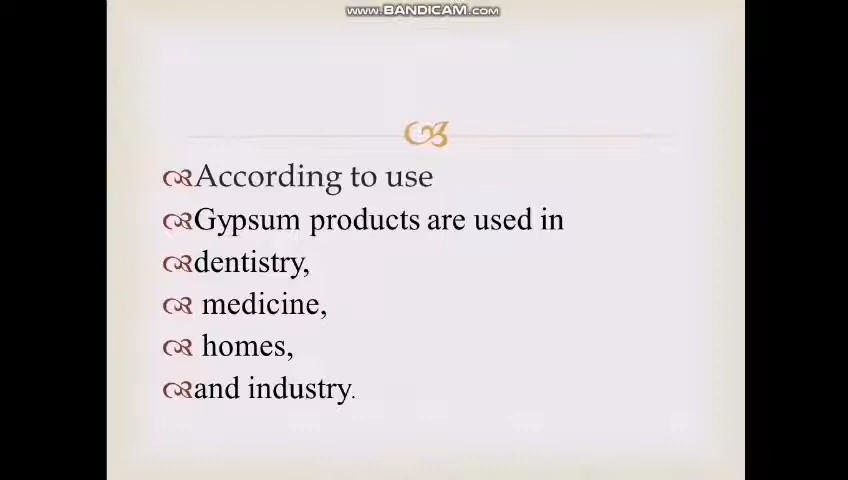 www.BANDICAM.com
According to use
Gypsum products are used in
dentistry,
medicine,
homes,
and industry.